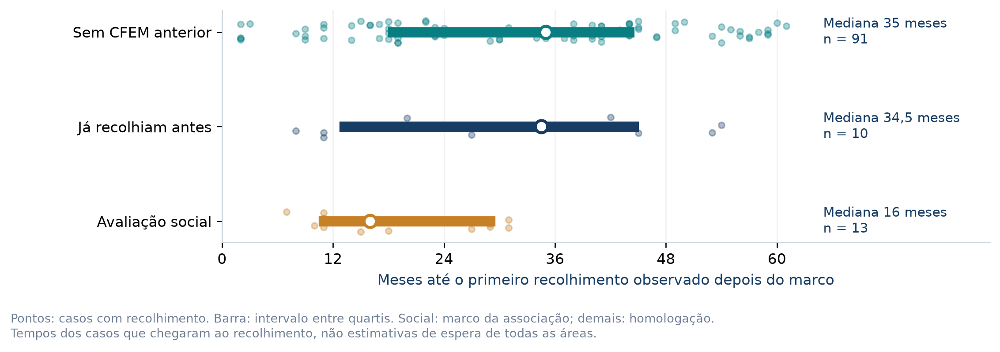 Sem CFEM anterior
Mediana 35 meses
n = 91
Já recolhiam antes
Mediana 34,5 meses
n = 10
Avaliação social
Mediana 16 meses
n = 13
0 12 24 36 48 60
Meses até o primeiro recolhimento observado depois do marco
Pontos: casos com recolhimento. Barra: intervalo entre quartis. Social: marco da associação; demais: homologação.
Tempos dos casos que chegaram ao recolhimento, não estimativas de espera de todas as áreas.